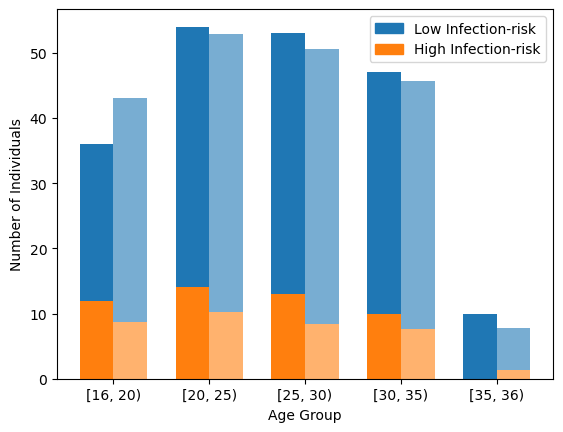 Low Infection-risk
High Infection-risk
Number of Individuals
50
40
30
20
10
0
[16, 20)
[20, 25)
[25, 30)
[30, 35)
[35, 36)
Age Group